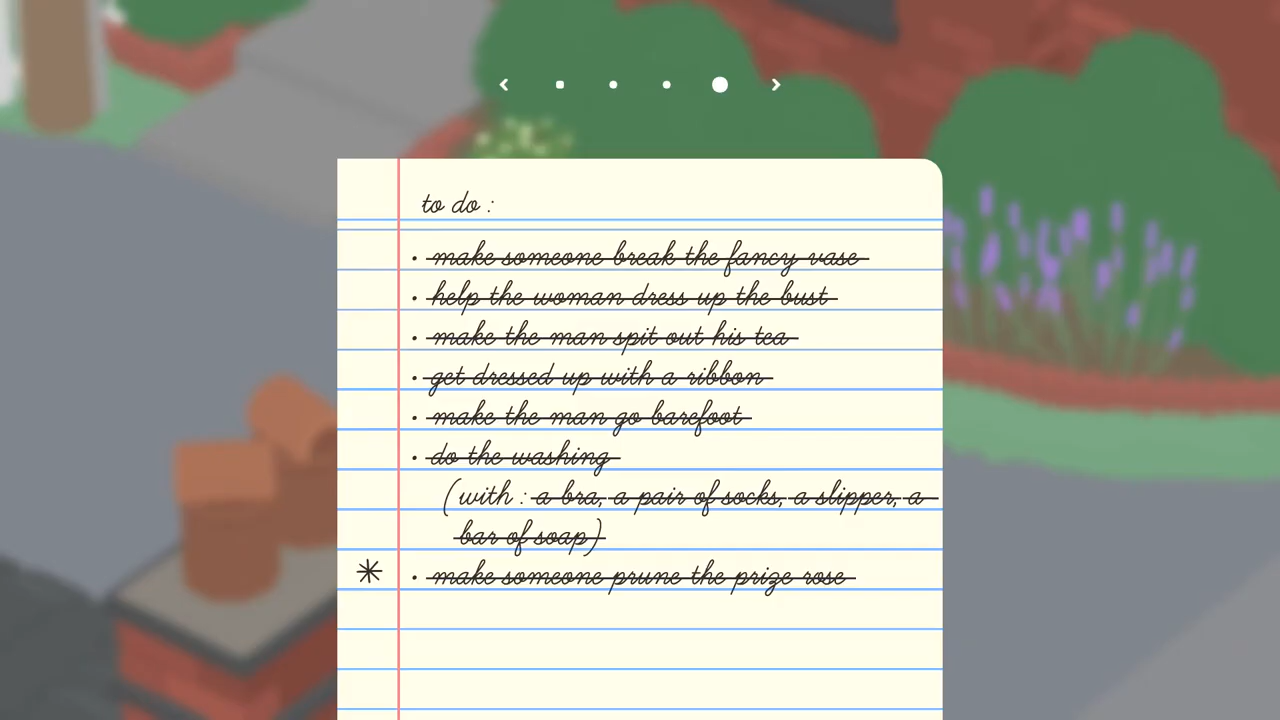 to do :
• make someone break the fancy vase
• help the woman dress up the bust
• make the man spit out his tea
• get dressed up with a ribbon
• make the man go barefoot
• do the washing
(with : a bra, a pair of socks, a slipper, a
bar of soap)
* • make someone prune the prize rose